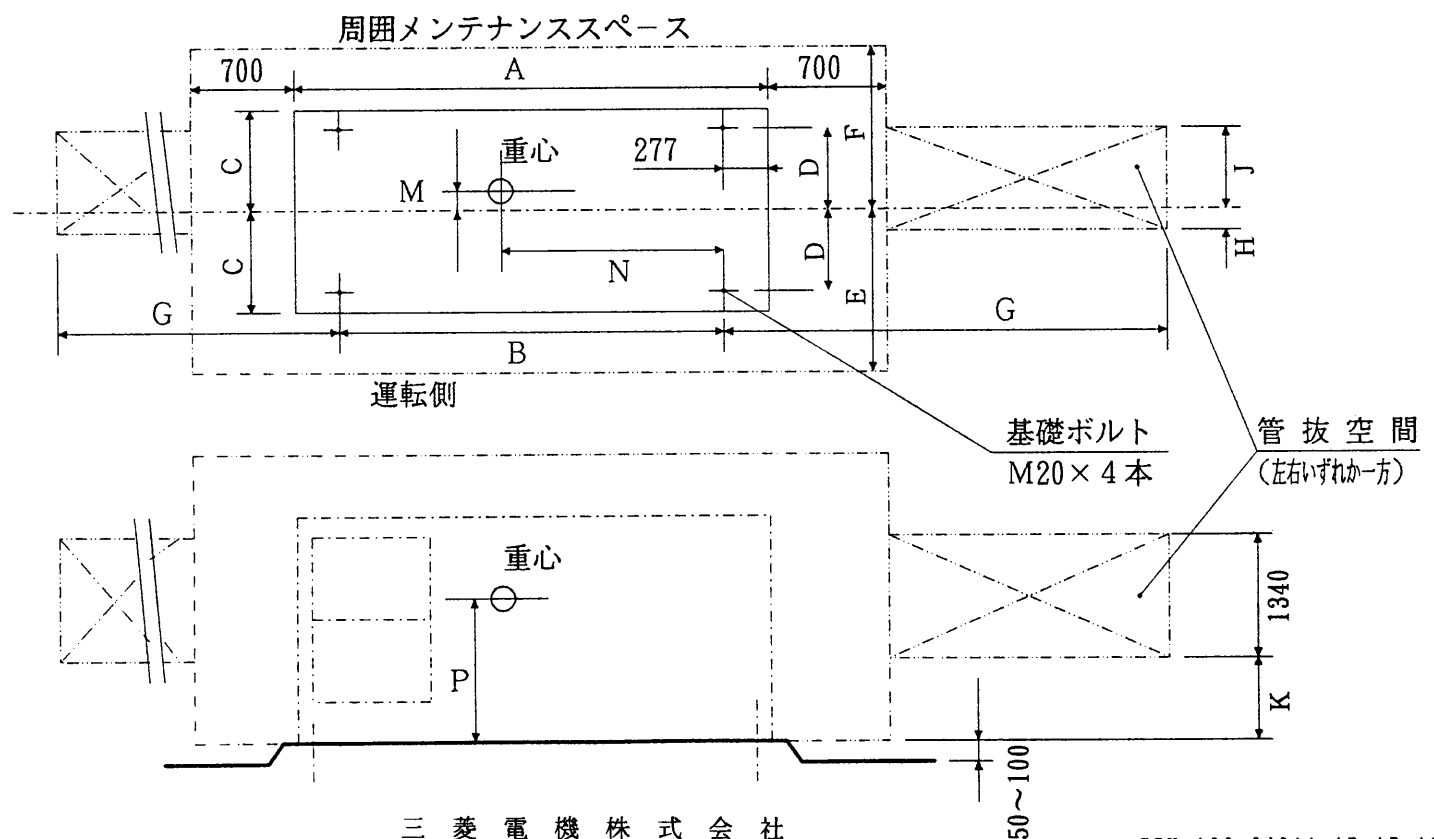 周囲メンテナンススペース
700 A 700
C 重心 277 D F J
M
C N D E H
G B G
運転側
基礎ボルト
M20×4本
管抜空間
(左右いずれか一方)
重心
P
1340
K
50~100
三菱電機株式会社